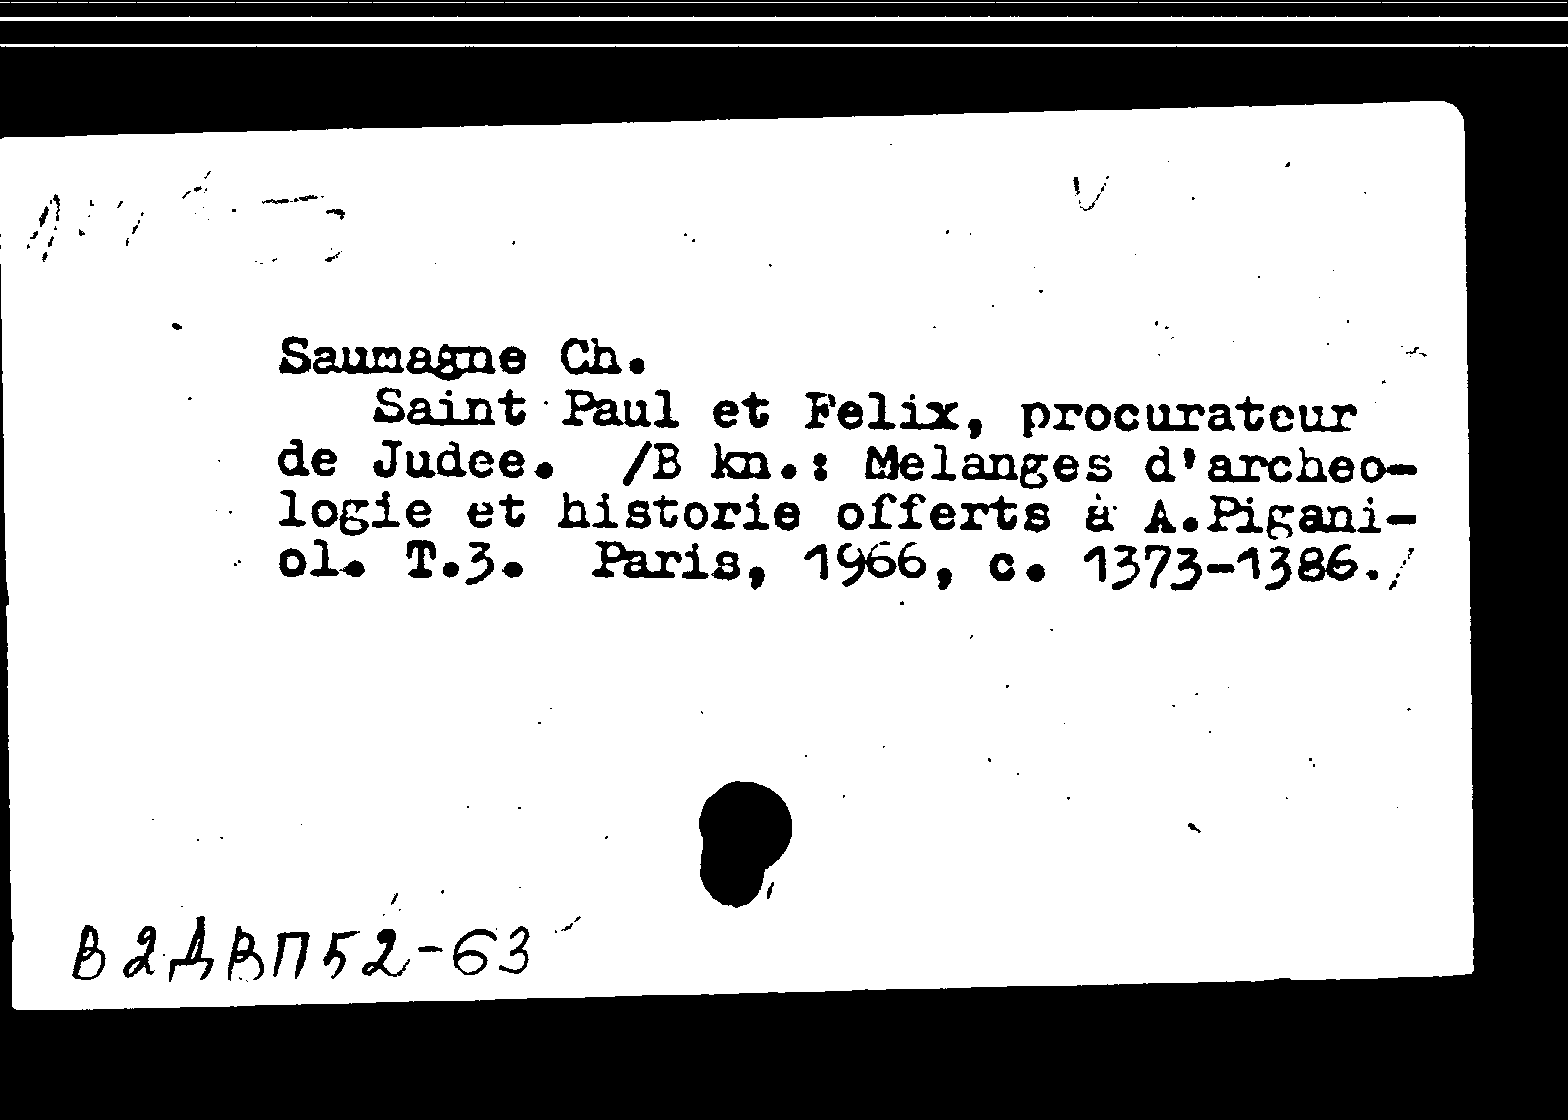 Saumagne Ch.
Saint Paul et Felix, procurateur
de Judee. /B kn.: Melanges d'archeo-
logie et historie offerts à A.Pigani-
ol. T.3. Paris, 1966, c. 1373-1386./
В2ДВП52-63